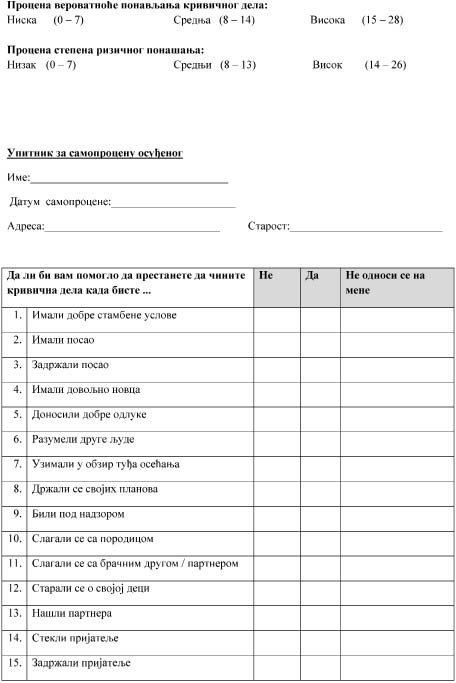 Процена вероватноће понављања кривичног дела:
Ниска (0 – 7) Средња (8 – 14) Висока (15 – 28)
Процена степена ризичног понашања:
Низак (0 – 7) Средњи (8 – 13) Висок (14 – 26)
Упитник за самопроцену осуђеног
Име:
Датум самопроцене:
Адреса: Старост:
Да ли би вам помогло да престанете да чините Не Да Не односи се на
кривична дела када бисте ... мене
1. Имали добре стамбене услове
2. Имали посао
3. Задржали посао
4. Имали довољно новца
5. Доносили добре одлуке
6. Разумели друге људе
7. Узимали у обзир туђа осећања
8. Држали се својих планова
9. Били под надзором
10. Слагали се са породицом
11. Слагали се са брачним другом / партнером
12. Старали се о својој деци
13. Нашли партнера
14. Стекли пријатеље
15. Задржали пријатеље